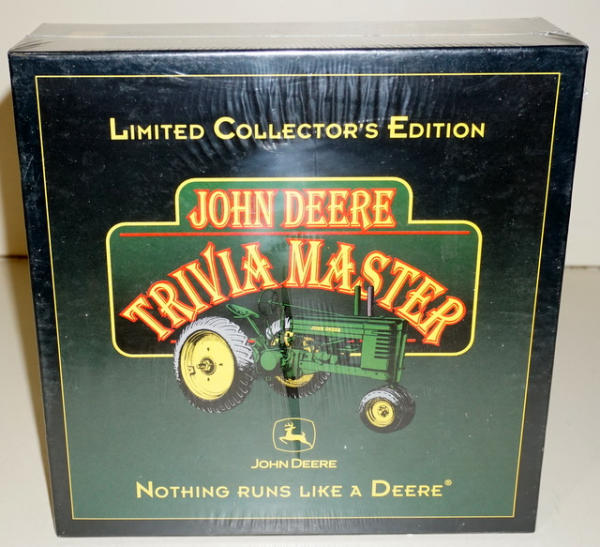 LIMITED COLLECTOR'S EDITION
JOHN DEERE
TRIVIA MASTER
JOHN DEERE
JOHN DEERE
NOTHING RUNS LIKE A DEERE®